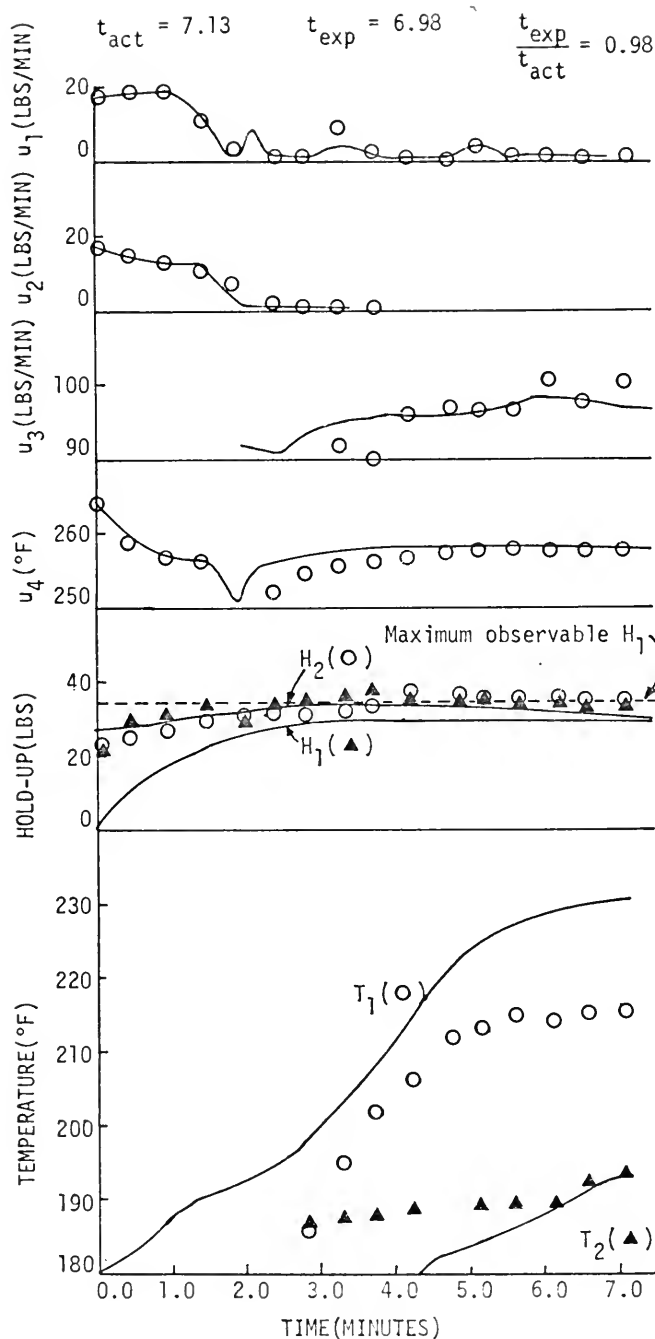 t_act = 7.13 t_exp = 6.98 t_exp/t_act = 0.98
u_1(LBS/MIN)
20
0
u_2(LBS/MIN)
20
0
u_3(LBS/MIN)
100
90
u_4(°F)
260
250
Maximum observable H_1
HOLD-UP(LBS)
40
20
0
H_2(○)
H_1(▲)
TEMPERATURE(°F)
230
220
210
200
190
180
T_1(○)
T_2(▲)
0.0 1.0 2.0 3.0 4.0 5.0 6.0 7.0
TIME(MINUTES)